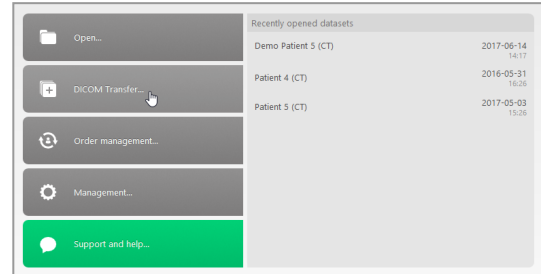 Open...
DICOM Transfer...
Order management...
Management...
Support and help...
Recently opened datasets
Demo Patient 5 (CT) 2017-06-14
14:17
Patient 4 (CT) 2016-05-31
16:26
Patient 5 (CT) 2017-05-03
15:26